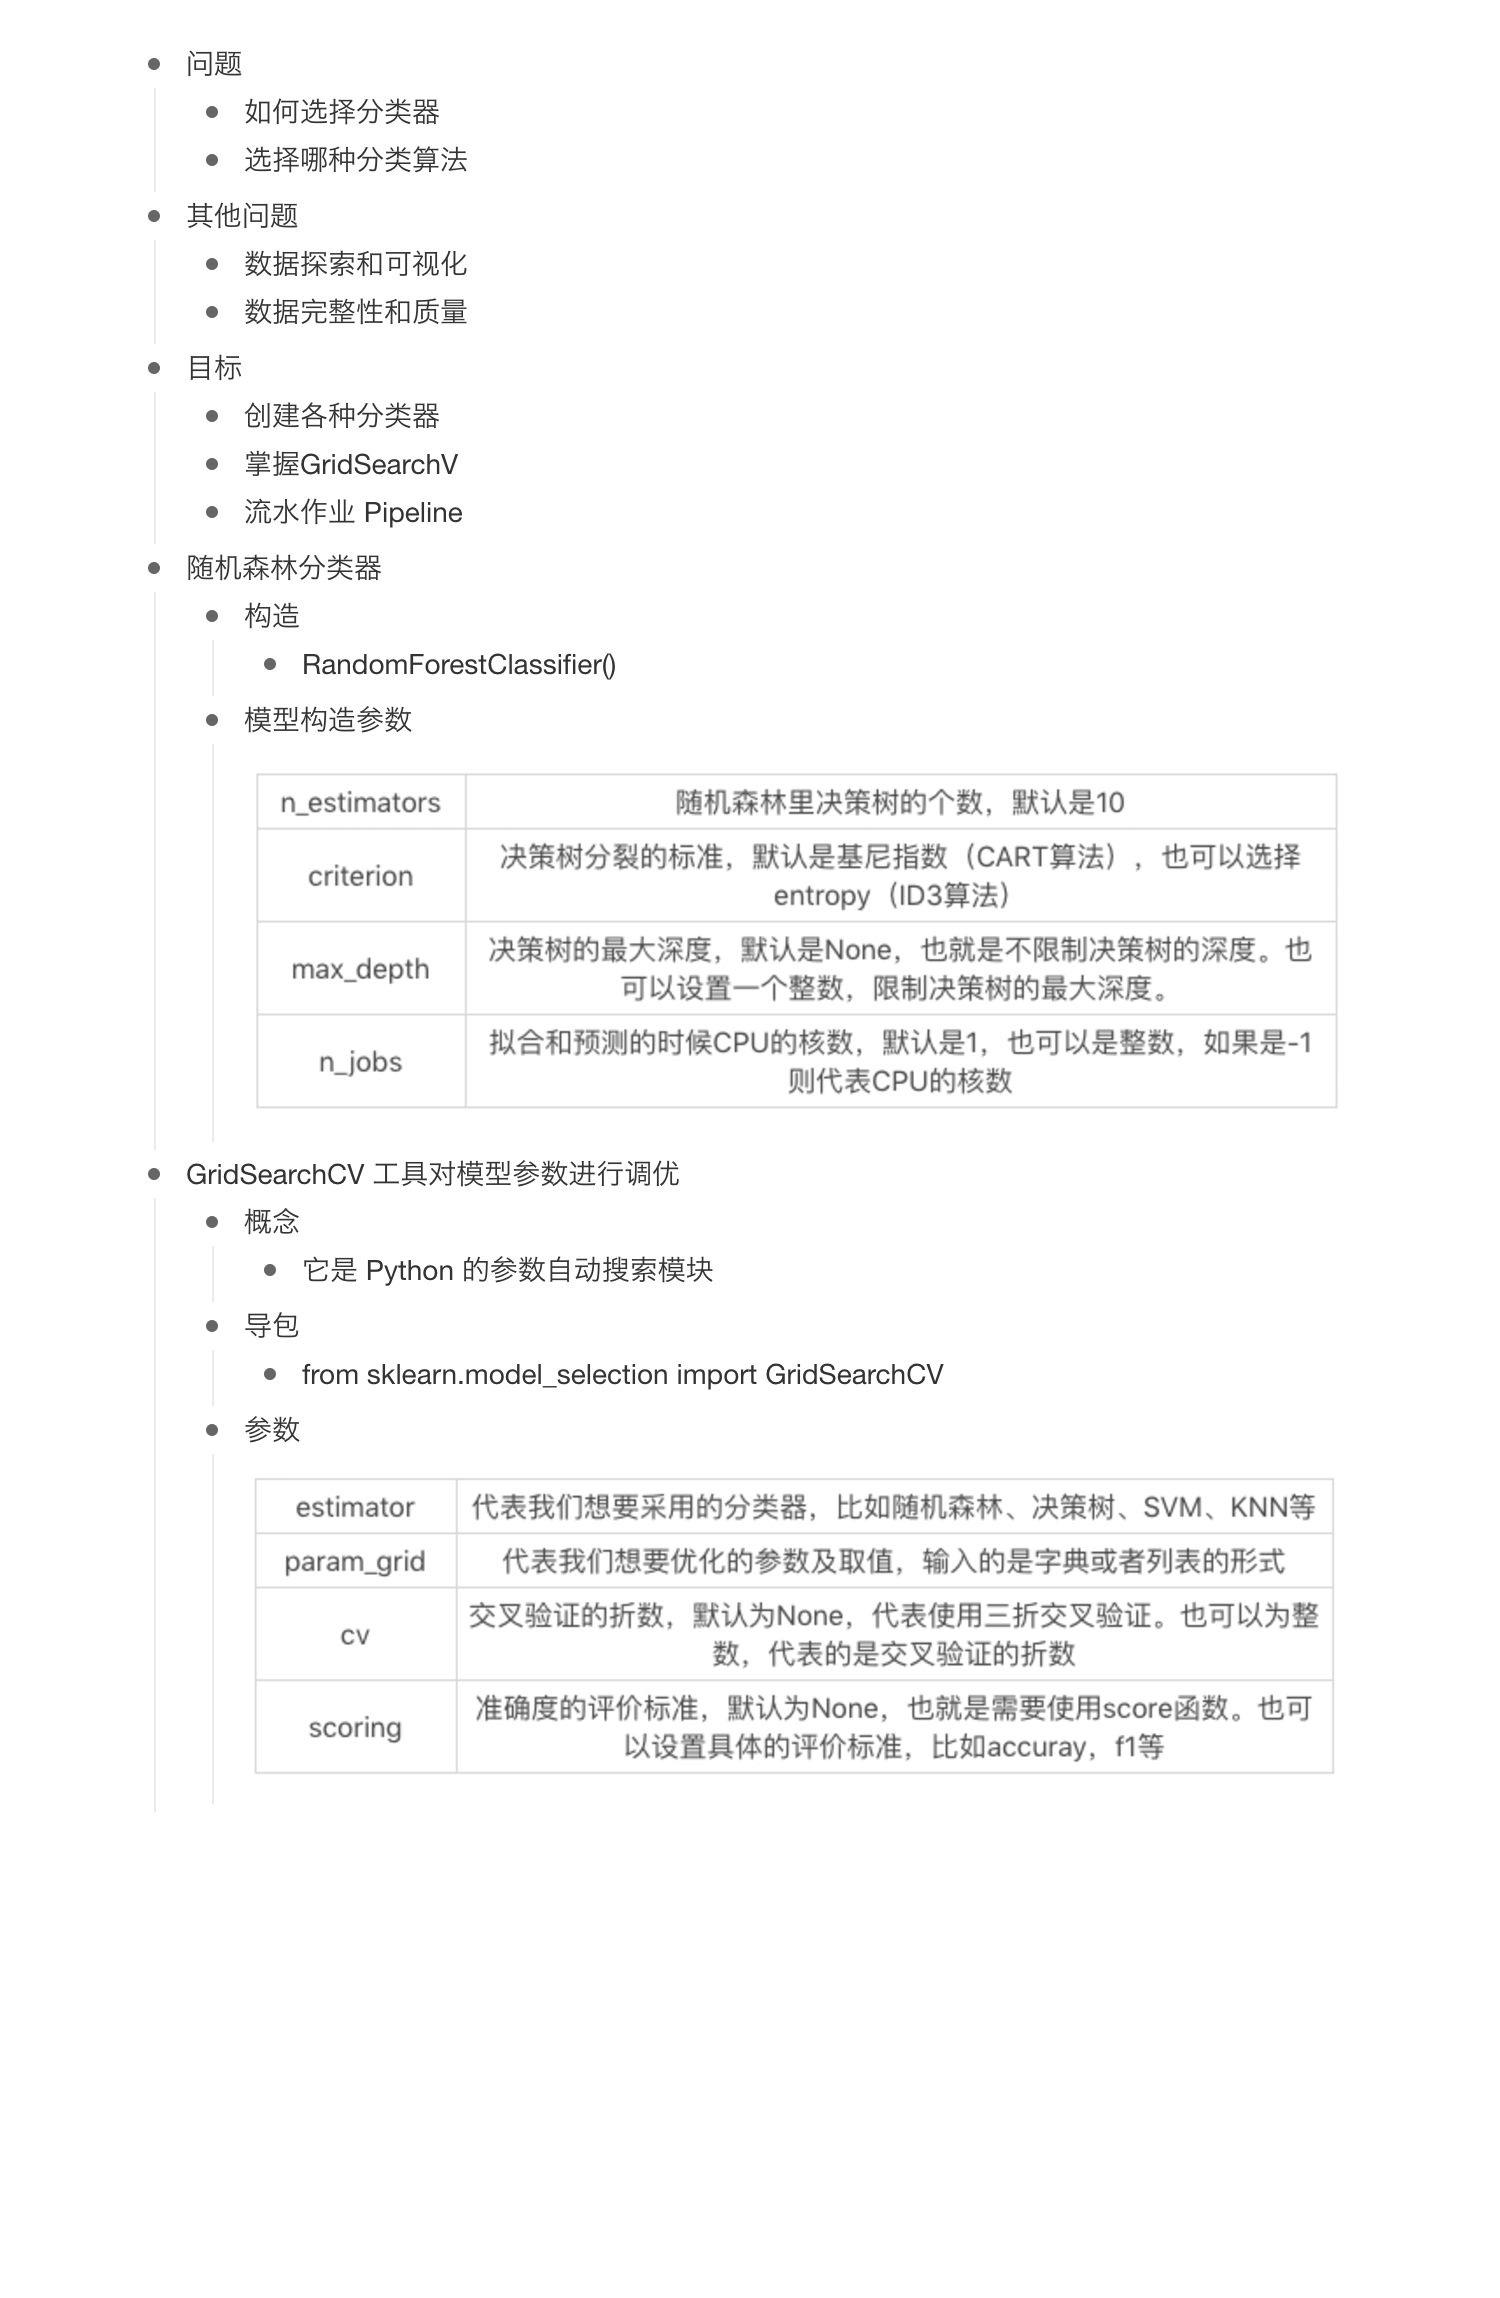 问题
如何选择分类器
选择哪种分类算法
其他问题
数据探索和可视化
数据完整性和质量
目标
创建各种分类器
掌握GridSearchV
流水作业 Pipeline
随机森林分类器
构造
RandomForestClassifier()
模型构造参数
n_estimators 随机森林里决策树的个数，默认是10
criterion 决策树分裂的标准，默认是基尼指数（CART算法），也可以选择
entropy（ID3算法）
max_depth 决策树的最大深度，默认是None，也就是不限制决策树的深度。也
可以设置一个整数，限制决策树的最大深度。
n_jobs 拟合和预测的时候CPU的核数，默认是1，也可以是整数，如果是-1
则代表CPU的核数
GridSearchCV 工具对模型参数进行调优
概念
它是 Python 的参数自动搜索模块
导包
from sklearn.model_selection import GridSearchCV
参数
estimator 代表我们想要采用的分类器，比如随机森林、决策树、SVM、KNN等
param_grid 代表我们想要优化的参数及取值，输入的是字典或者列表的形式
cv 交叉验证的折数，默认为None，代表使用三折交叉验证。也可以为整
数，代表的是交叉验证的折数
scoring 准确度的评价标准，默认为None，也就是需要使用score函数。也可
以设置具体的评价标准，比如accuray，f1等